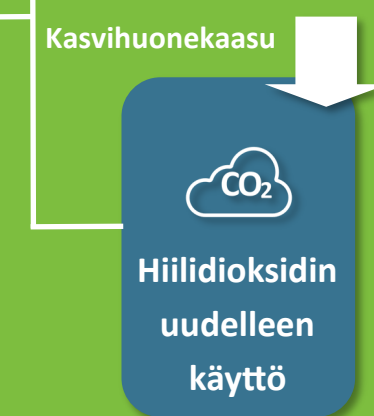 Kasvihuonekaasu
CO₂
Hiilidioksidin
uudelleen
käyttö